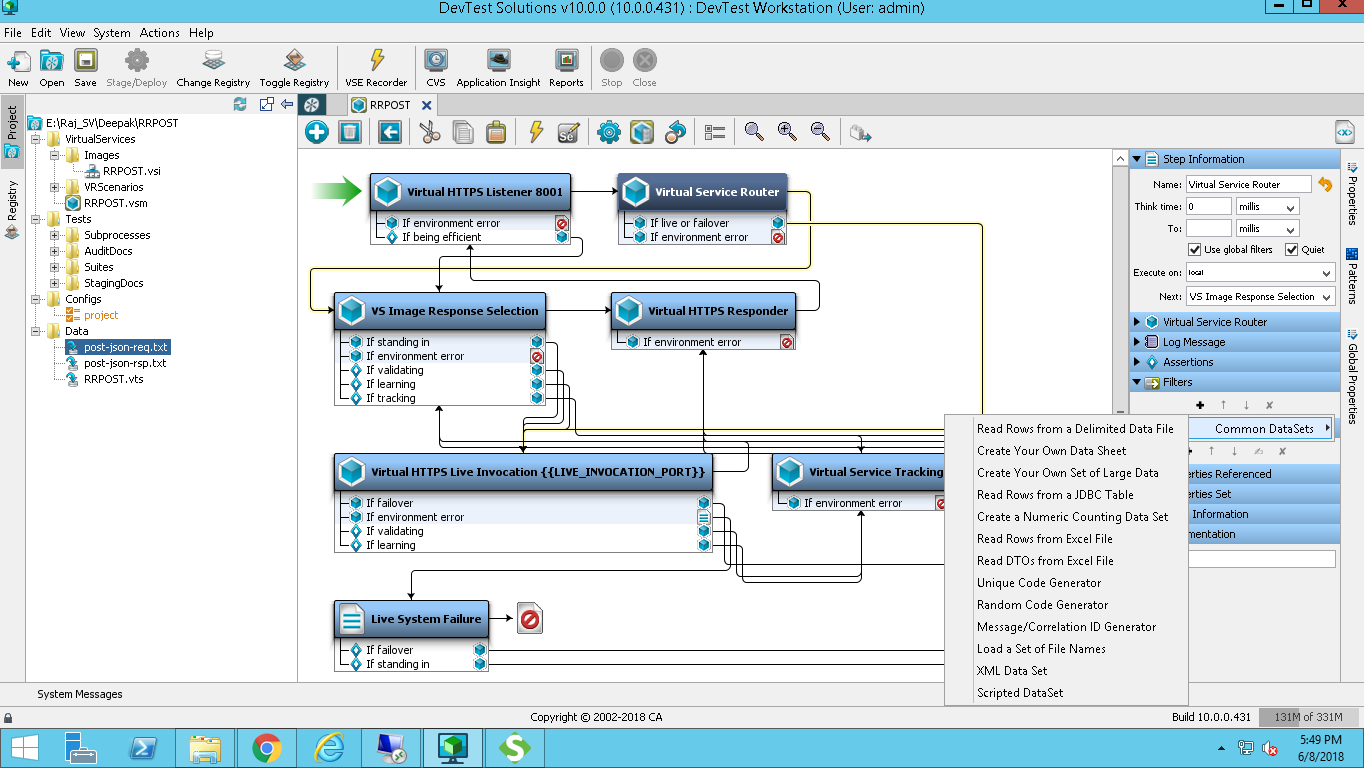 DevTest Solutions v10.0.0 (10.0.0.431) : DevTest Workstation (User: admin)
File Edit View System Actions Help
New Open Save Stage/Deploy Change Registry Toggle Registry VSE Recorder CVS Application Insight Reports Stop Close
Project
Registry
E:\Raj_SV\Deepak\RRPOST
VirtualServices
Images
RRPOST.vsi
VRScenarios
RRPOST.vsm
Tests
Subprocesses
AuditDocs
Suites
StagingDocs
Configs
project
Data
post-json-req.txt
post-json-rsp.txt
RRPOST.vts
RRPOST
Se
Virtual HTTPS Listener 8001
If environment error
If being efficient
Virtual Service Router
If live or failover
If environment error
VS Image Response Selection
If standing in
If environment error
If validating
If learning
If tracking
Virtual HTTPS Responder
If environment error
Virtual HTTPS Live Invocation {{LIVE_INVOCATION_PORT}}
If failover
If environment error
If validating
If learning
Virtual Service Tracking
If environment error
Live System Failure
If failover
If standing in
Step Information
Name: Virtual Service Router
Think time: 0 millis
To: millis
Use global filters Quiet
Execute on: local
Next: VS Image Response Selection
Virtual Service Router
Log Message
Assertions
Filters
Common DataSets
erties Referenced
erties Set
Information
mentation
Read Rows from a Delimited Data File
Create Your Own Data Sheet
Create Your Own Set of Large Data
Read Rows from a JDBC Table
Create a Numeric Counting Data Set
Read Rows from Excel File
Read DTOs from Excel File
Unique Code Generator
Random Code Generator
Message/Correlation ID Generator
Load a Set of File Names
XML Data Set
Scripted DataSet
Properties
Patterns
Global Properties
System Messages
Copyright © 2002-2018 CA
Build 10.0.0.431
131M of 331M
5:49 PM
6/8/2018